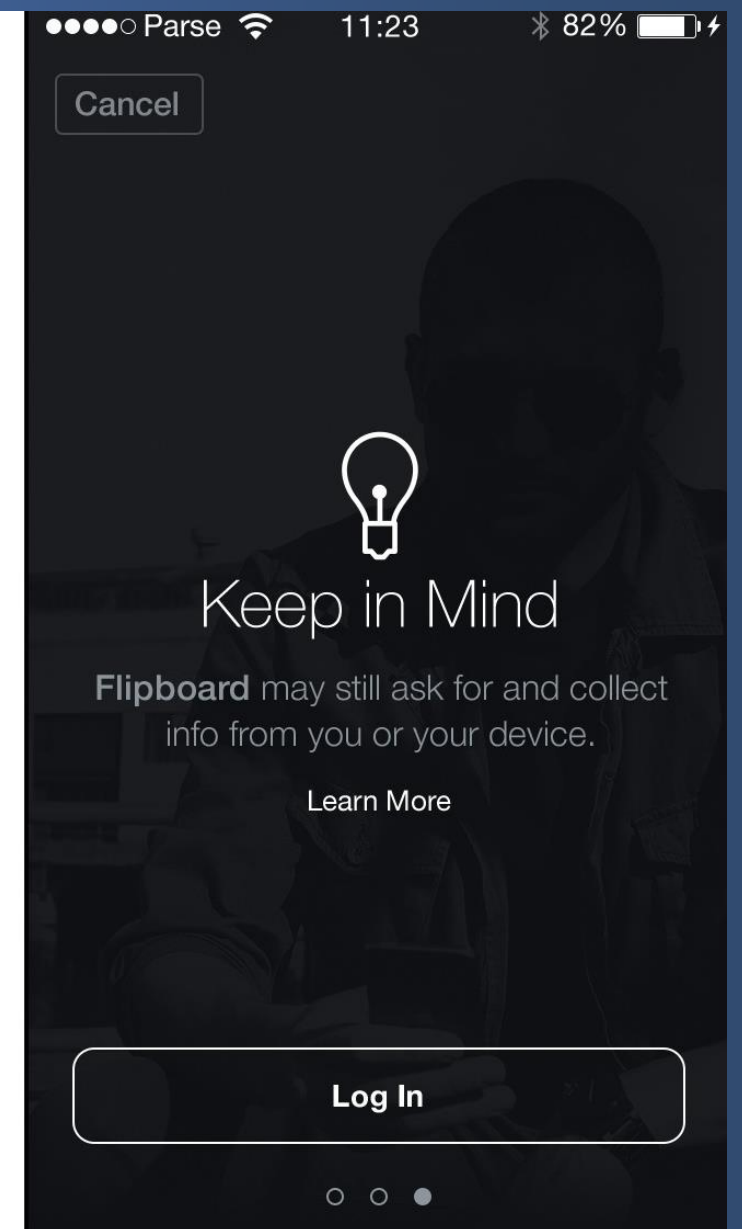 Parse 11:23 82%
Cancel
Keep in Mind
Flipboard may still ask for and collect
info from you or your device.
Learn More
Log In